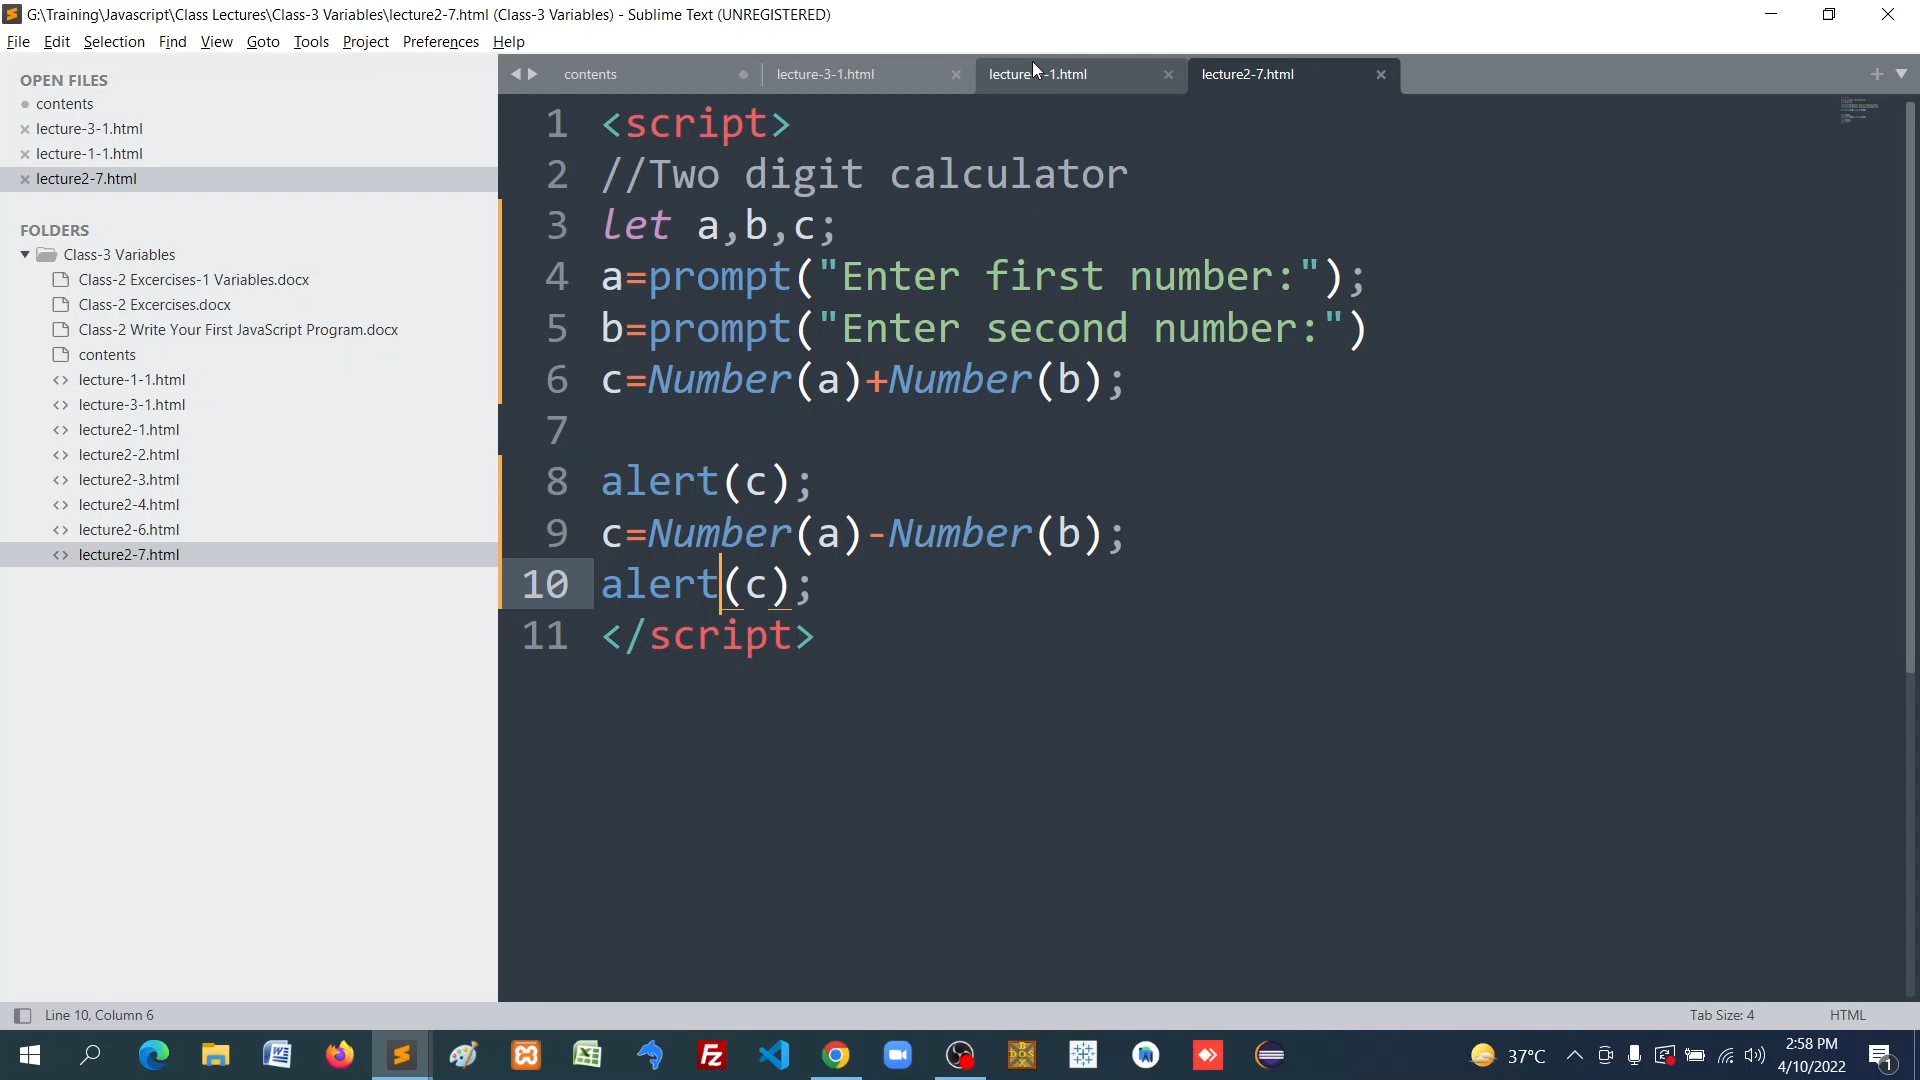 G:\Training\Javascript\Class Lectures\Class-3 Variables\lecture2-7.html (Class-3 Variables) - Sublime Text (UNREGISTERED)
File Edit Selection Find View Goto Tools Project Preferences Help
OPEN FILES
contents
lecture-3-1.html
lecture-1-1.html
lecture2-7.html
FOLDERS
Class-3 Variables
Class-2 Excercises-1 Variables.docx
Class-2 Excercises.docx
Class-2 Write Your First JavaScript Program.docx
contents
lecture-1-1.html
lecture-3-1.html
lecture2-1.html
lecture2-2.html
lecture2-3.html
lecture2-4.html
lecture2-6.html
lecture2-7.html
contents lecture-3-1.html lecture-1-1.html lecture2-7.html
1 <script>
2 //Two digit calculator
3 let a,b,c;
4 a=prompt("Enter first number:");
5 b=prompt("Enter second number:")
6 c=Number(a)+Number(b);
7
8 alert(c);
9 c=Number(a)-Number(b);
10 alert(c);
11 </script>
Line 10, Column 6 Tab Size: 4 HTML
37°C
2:58 PM
4/10/2022
1